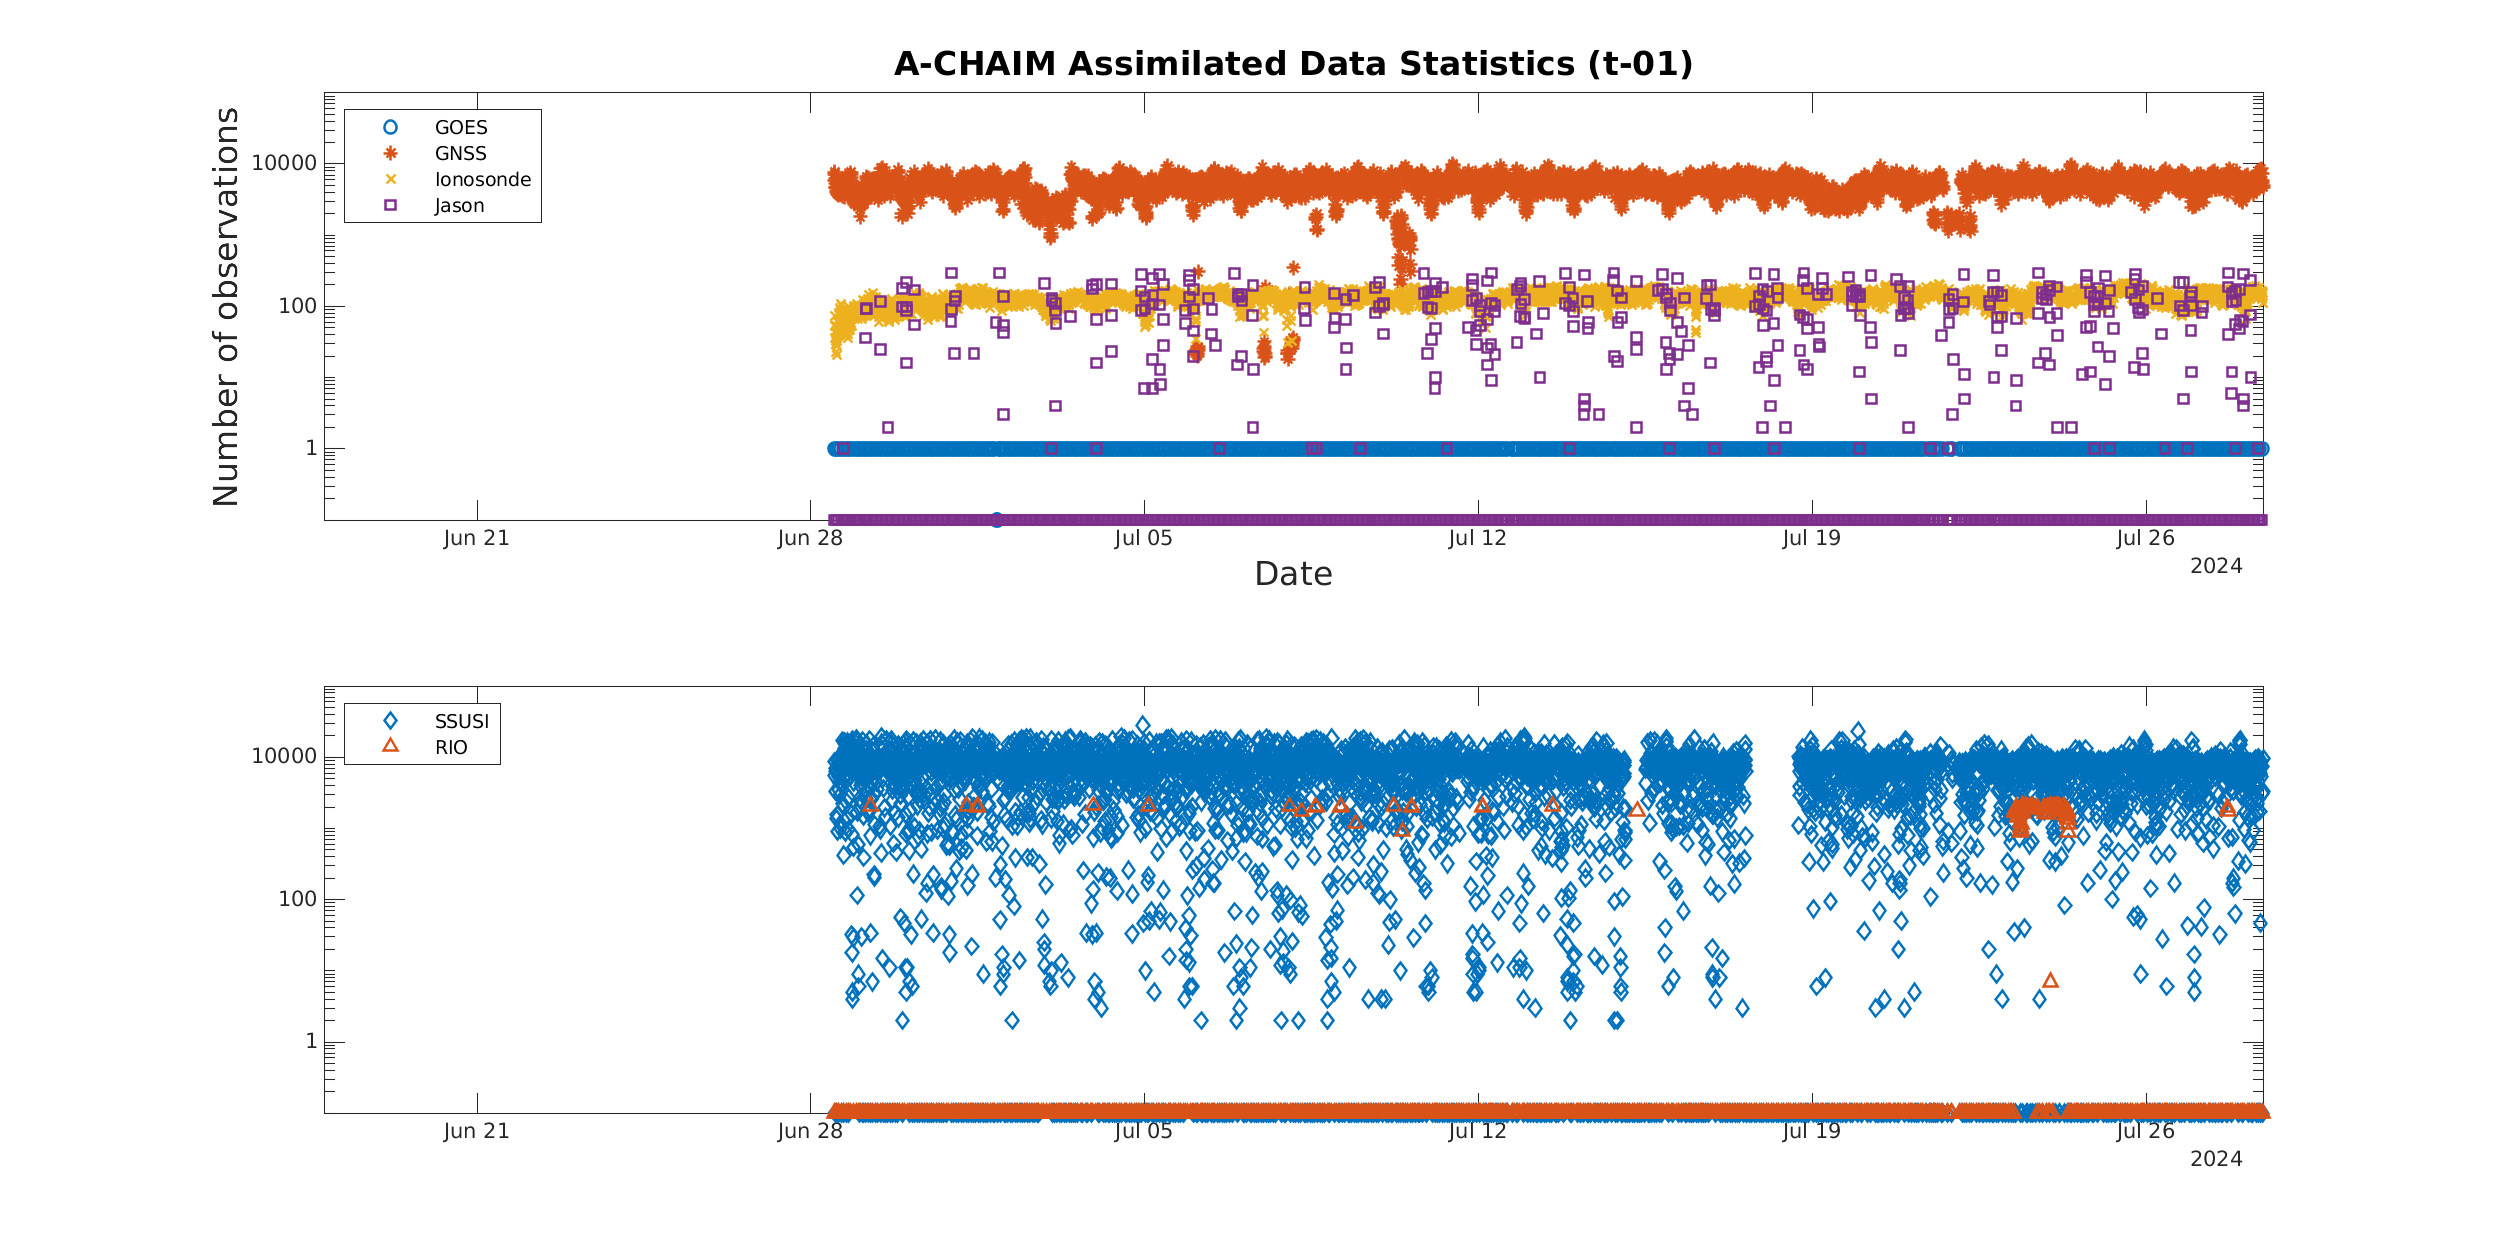 A-CHAIM Assimilated Data Statistics (t-01)
Number of observations
10000
100
1
GOES
GNSS
Ionosonde
Jason
Jun 21
Jun 28
Jul 05
Jul 12
Jul 19
Jul 26
2024
Date
10000
100
1
SSUSI
RIO
Jun 21
Jun 28
Jul 05
Jul 12
Jul 19
Jul 26
2024